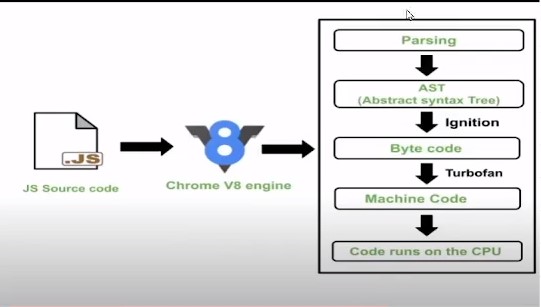 .JS
JS Source code
8
Chrome V8 engine
Parsing
AST
(Abstract syntax Tree)
Ignition
Byte code
Turbofan
Machine Code
Code runs on the CPU